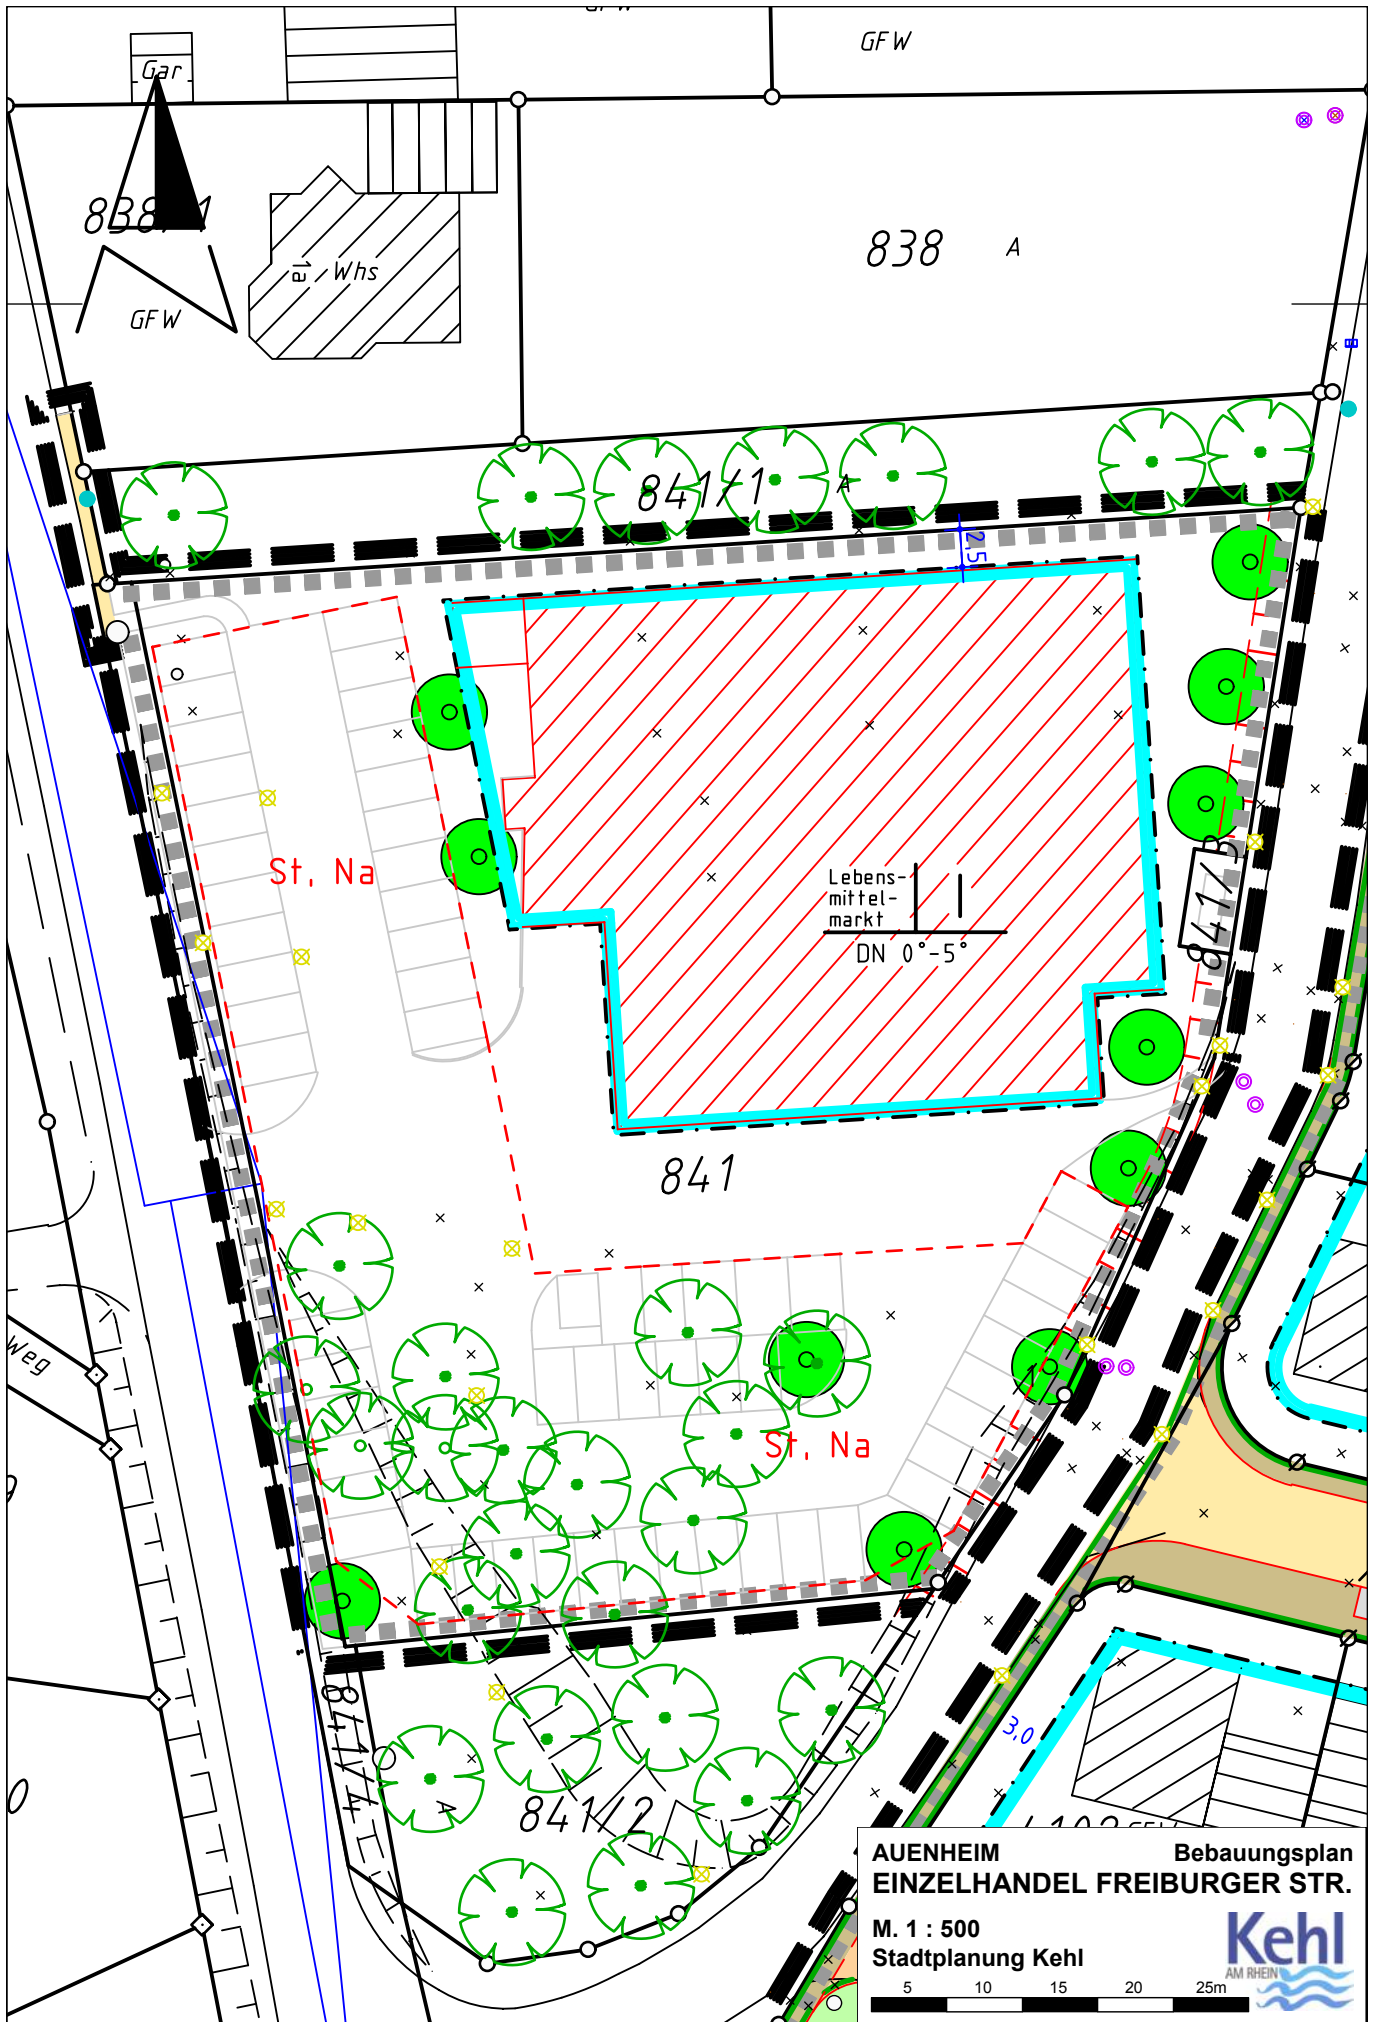 GFW
Gar
838/1
838 A
1a Whs
GFW
841/1 A
2,5
St, Na
Lebens-
mittel-
markt
I
DN 0°-5°
841/3
841
weg
St, Na
3,0
841/4
A
841/2
AUENHEIM Bebauungsplan
EINZELHANDEL FREIBURGER STR.
M. 1 : 500
Stadtplanung Kehl
Kehl
AM RHEIN
5 10 15 20 25m